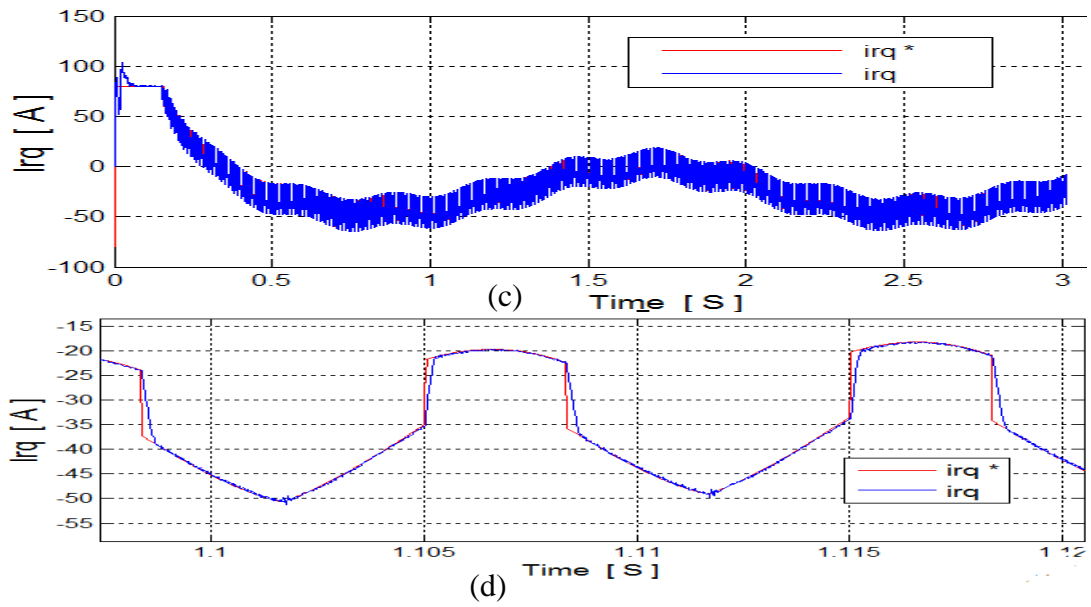 150
100
50
0
-50
-100
Irq [ A ]
irq *
irq
0 0.5 1 1.5 2 2.5 3
Time [ S ]
(c)
-15
-20
-25
-30
-35
-40
-45
-50
-55
Irq [ A ]
irq *
irq
1.1 1.105 1.11 1.115 1.12
Time [ S ]
(d)